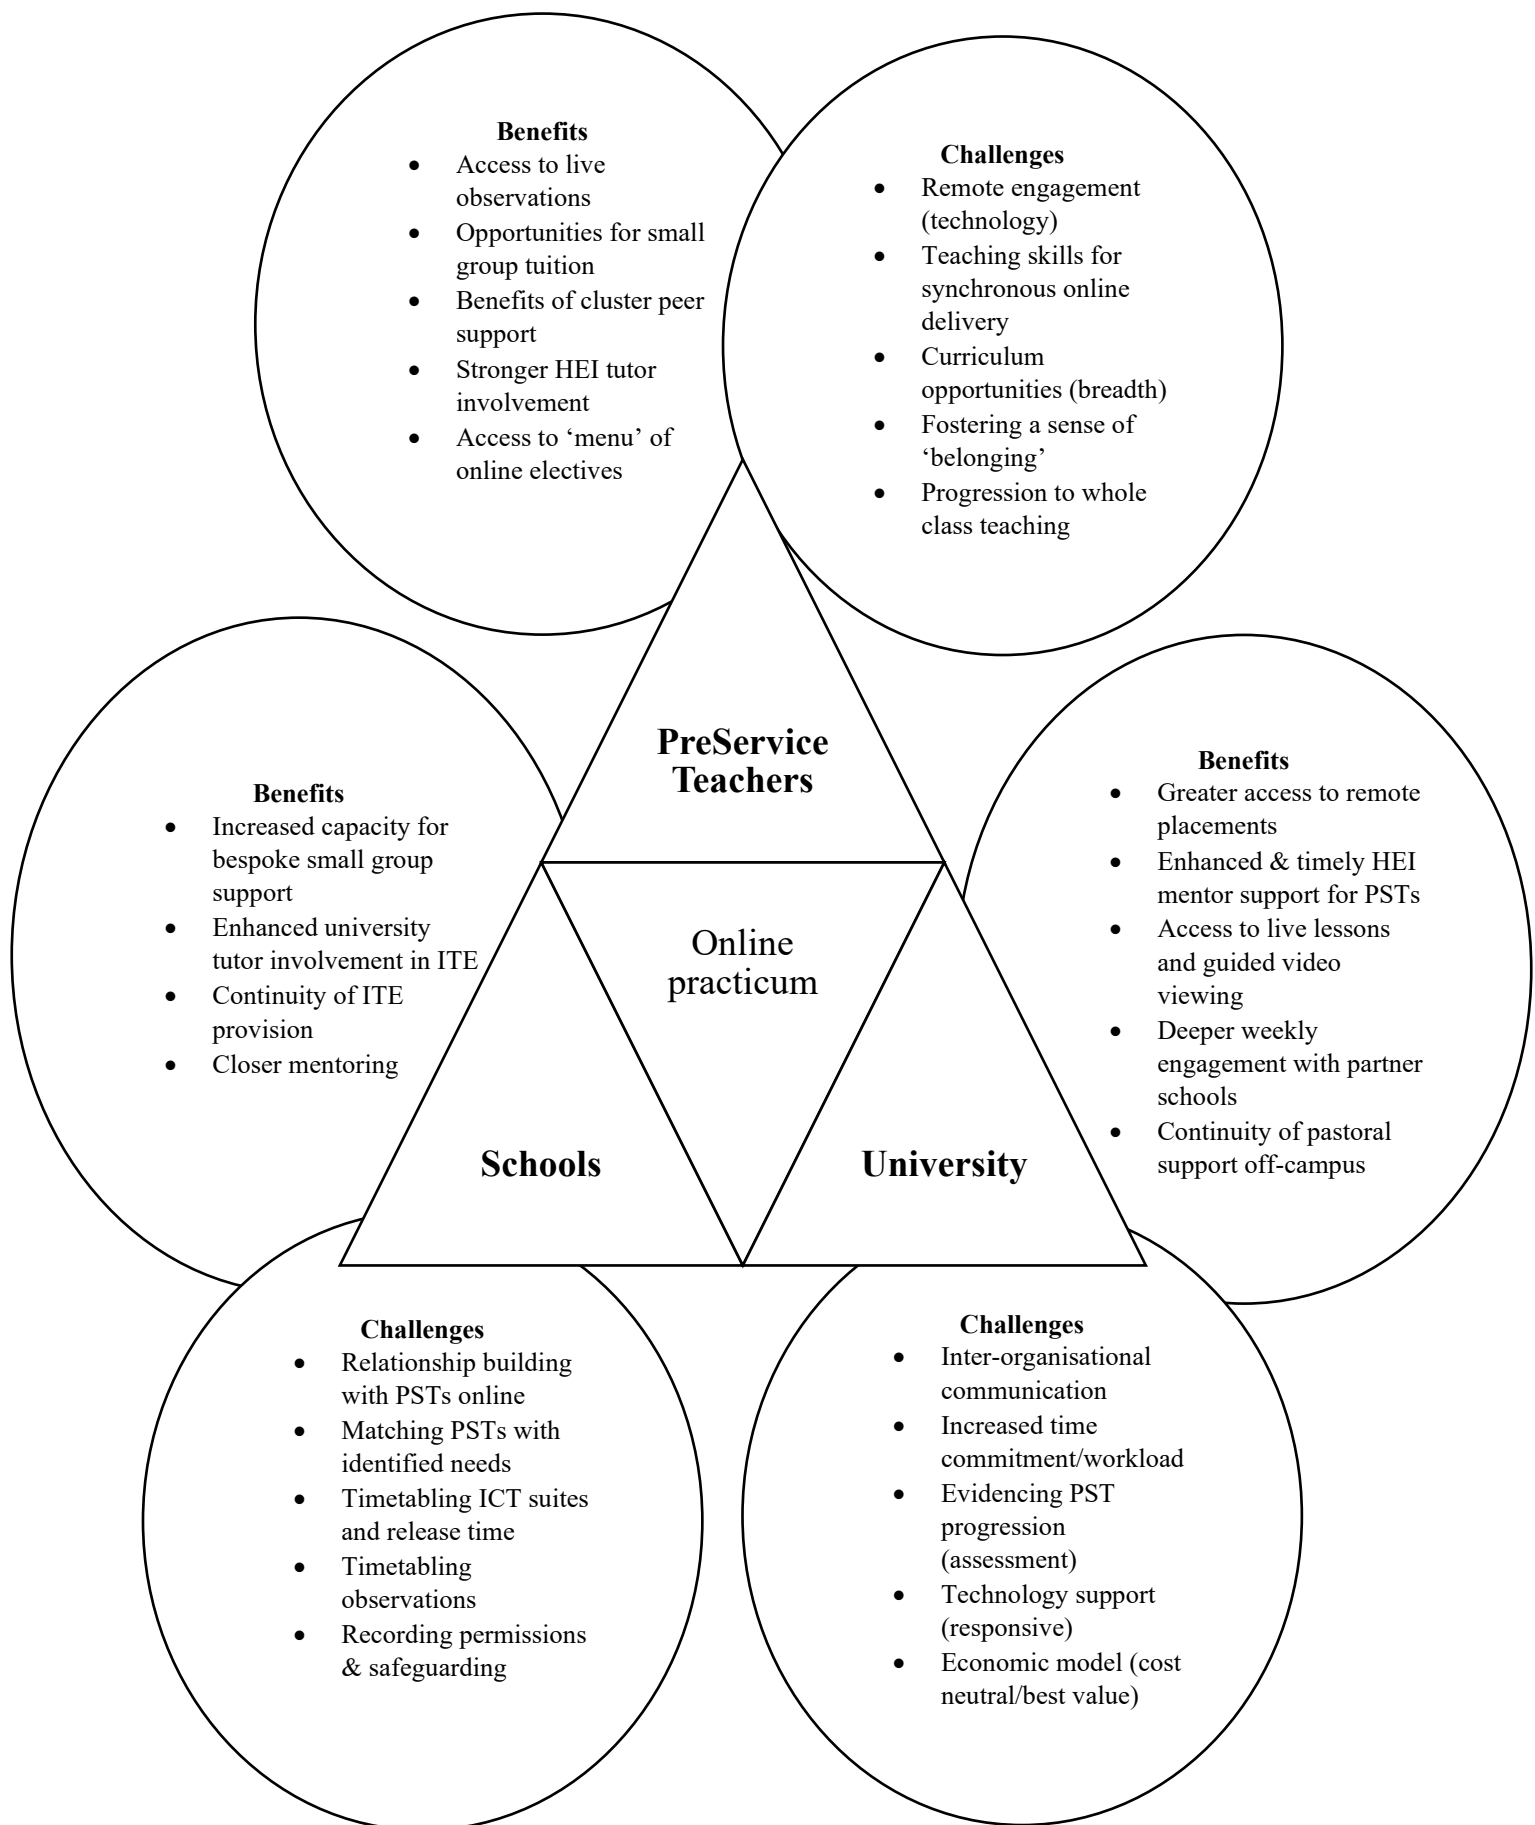 Benefits
• Access to live
observations
• Opportunities for small
group tuition
• Benefits of cluster peer
support
• Stronger HEI tutor
involvement
• Access to ‘menu’ of
online electives
Challenges
• Remote engagement
(technology)
• Teaching skills for
synchronous online
delivery
• Curriculum
opportunities (breadth)
• Fostering a sense of
‘belonging’
• Progression to whole
class teaching
PreService
Teachers
Benefits
• Increased capacity for
bespoke small group
support
• Enhanced university
tutor involvement in ITE
• Continuity of ITE
provision
• Closer mentoring
Online
practicum
Benefits
• Greater access to remote
placements
• Enhanced & timely HEI
mentor support for PSTs
• Access to live lessons
and guided video
viewing
• Deeper weekly
engagement with partner
schools
• Continuity of pastoral
support off-campus
Schools
University
Challenges
• Relationship building
with PSTs online
• Matching PSTs with
identified needs
• Timetabling ICT suites
and release time
• Timetabling
observations
• Recording permissions
& safeguarding
Challenges
• Inter-organisational
communication
• Increased time
commitment/workload
• Evidencing PST
progression
(assessment)
• Technology support
(responsive)
• Economic model (cost
neutral/best value)